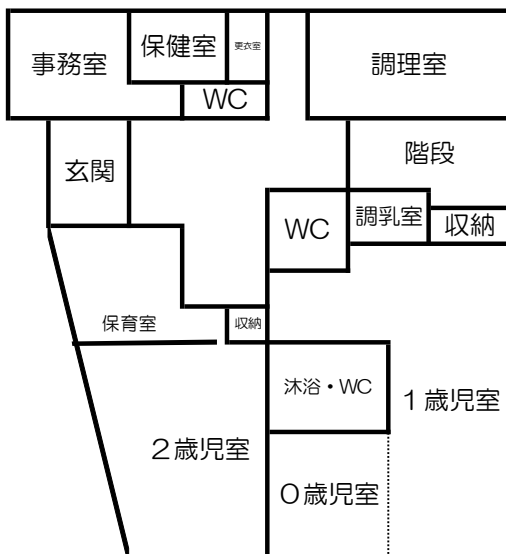 事務室
保健室
更衣室
調理室
WC
玄関
階段
WC
調乳室
収納
保育室
収納
沐浴・WC
１歳児室
２歳児室
０歳児室